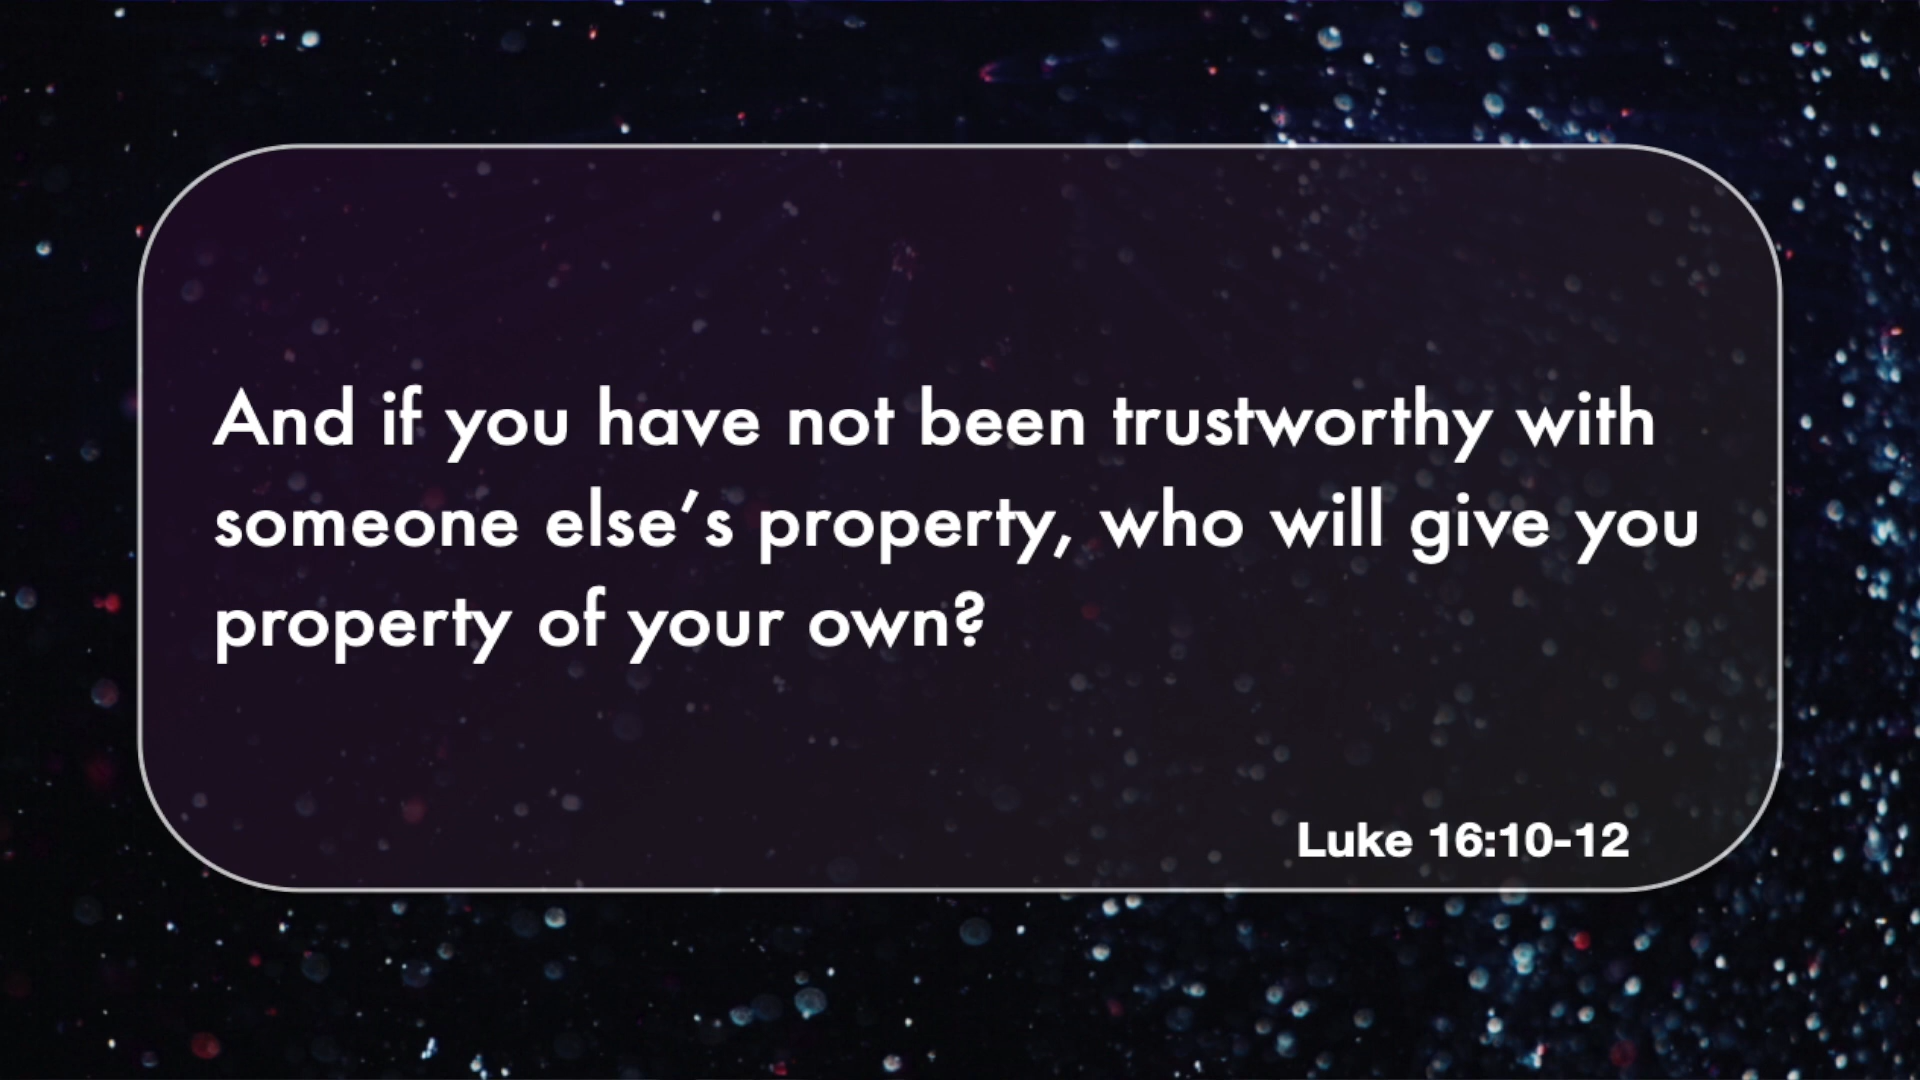 And if you have not been trustworthy with
someone else’s property, who will give you
property of your own?
Luke 16:10-12